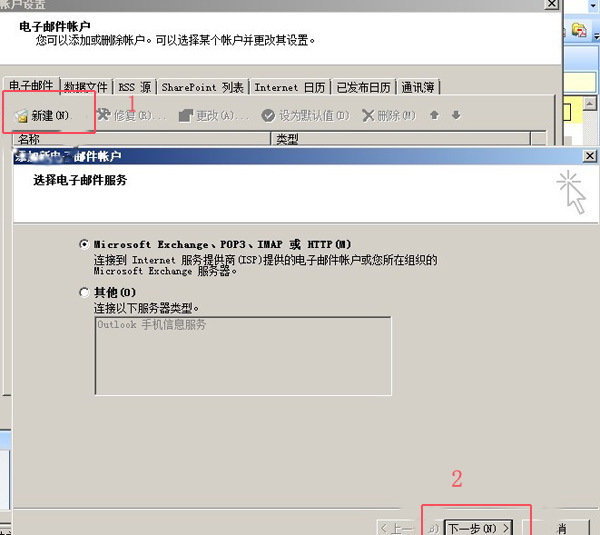 帐户设置
电子邮件帐户
您可以添加或删除帐户。可以选择某个帐户并更改其设置。
电子邮件 数据文件 RSS 源 SharePoint 列表 Internet 日历 已发布日历 通讯簿
新建(N)... 修复(R)... 更改(A)... 设为默认值(D) 删除(M)
1
名称 类型
添加新电子邮件帐户
选择电子邮件服务
Microsoft Exchange、POP3、IMAP 或 HTTP(M)
连接到 Internet 服务提供商(ISP)提供的电子邮件帐户或您所在组织的
Microsoft Exchange 服务器。
其他(O)
连接以下服务器类型。
Outlook 手机信息服务
2
< 上一 下一步(N) > 消